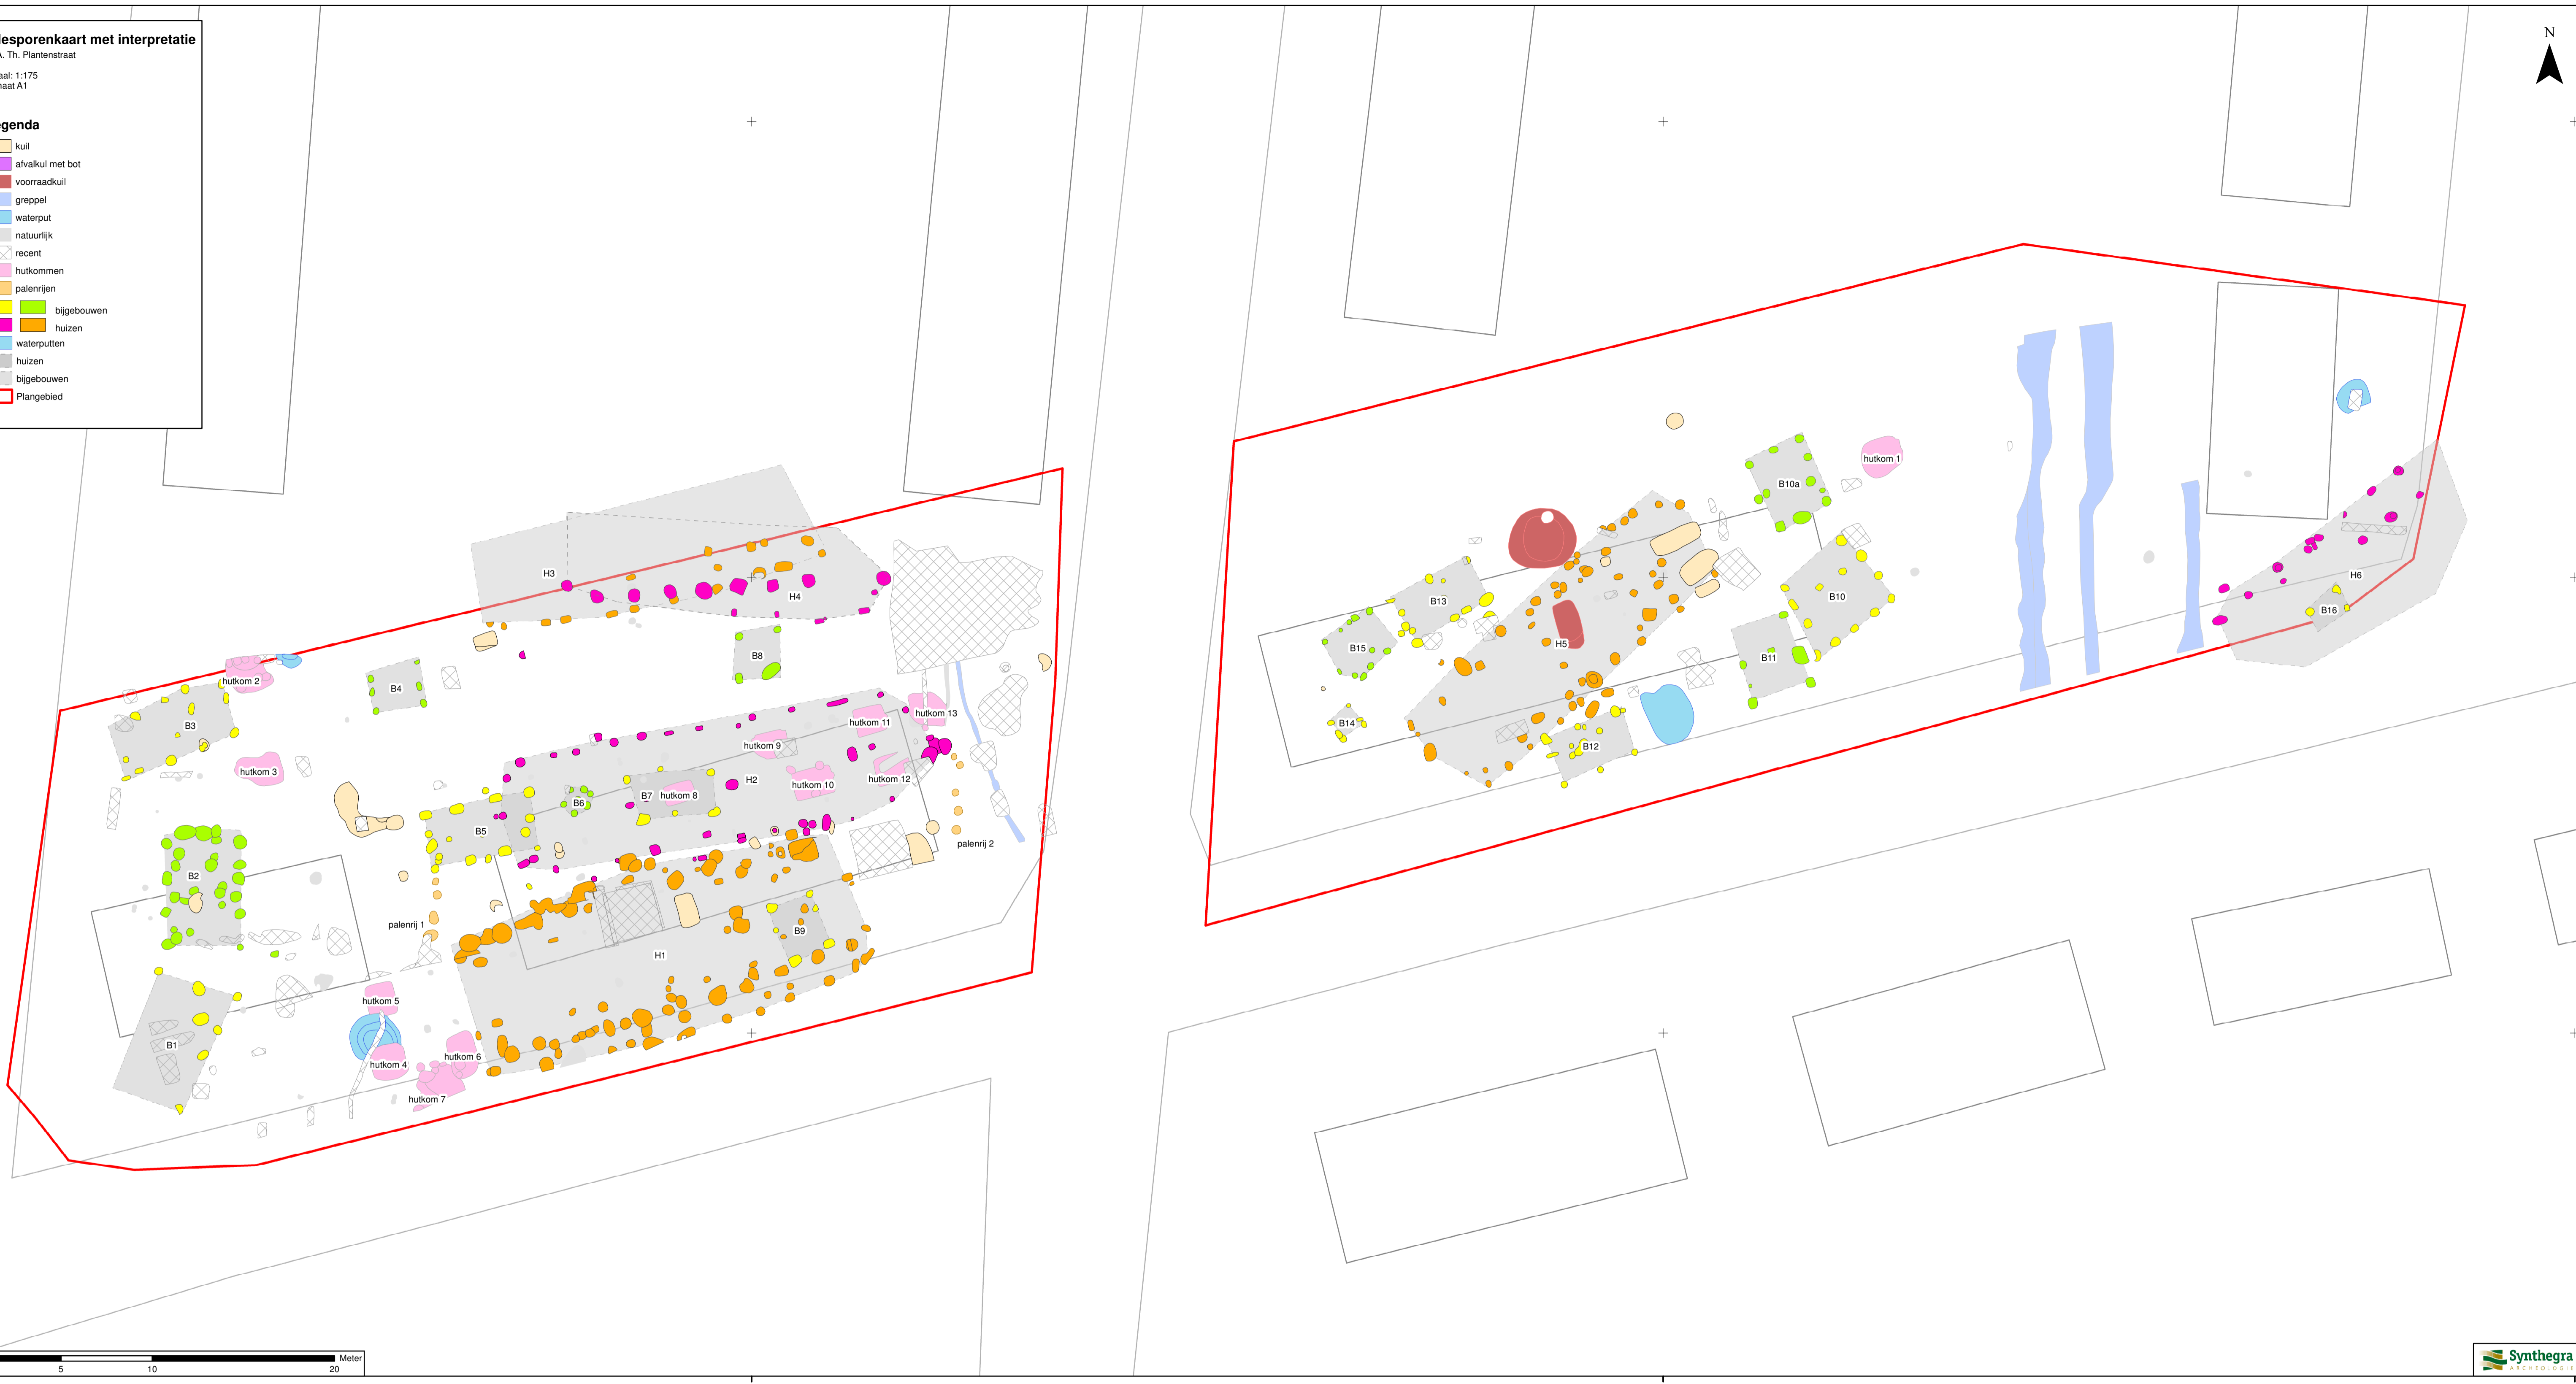 lesporenkaart met interpretatie
A. Th. Plantenstraat
aal: 1:175
naat A1
egenda
kuil
afvalkul met bot
voorraadkuil
greppel
waterput
natuurlijk
recent
hutkommen
palenrijen
bijgebouwen
huizen
waterputten
huizen
bijgebouwen
Plangebied
N
hutkom 1
B10a
H3
H4
H6
B10
B13
B16
B15
H5
B8
B11
hutkom 2
B4
hutkom 13
B14
hutkom 11
B3
hutkom 9
B12
hutkom 3
H2
hutkom 12
hutkom 10
B7
hutkom 8
B6
B5
palenrij 2
B2
palenrij 1
B9
H1
hutkom 5
B1
hutkom 6
hutkom 4
hutkom 7
Meter
5 10 20
Synthegra
ARCHEOLOGIE